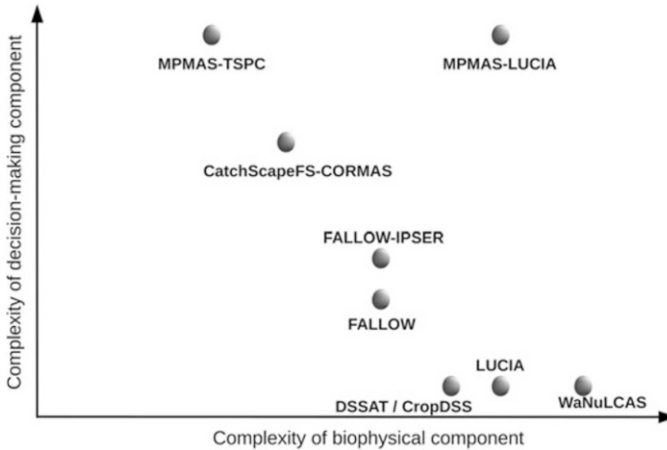 Complexity of decision-making component
MPMAS-TSPC
MPMAS-LUCIA
CatchScapeFS-CORMAS
FALLOW-IPSER
FALLOW
LUCIA
DSSAT / CropDSS
WaNuLCAS
Complexity of biophysical component